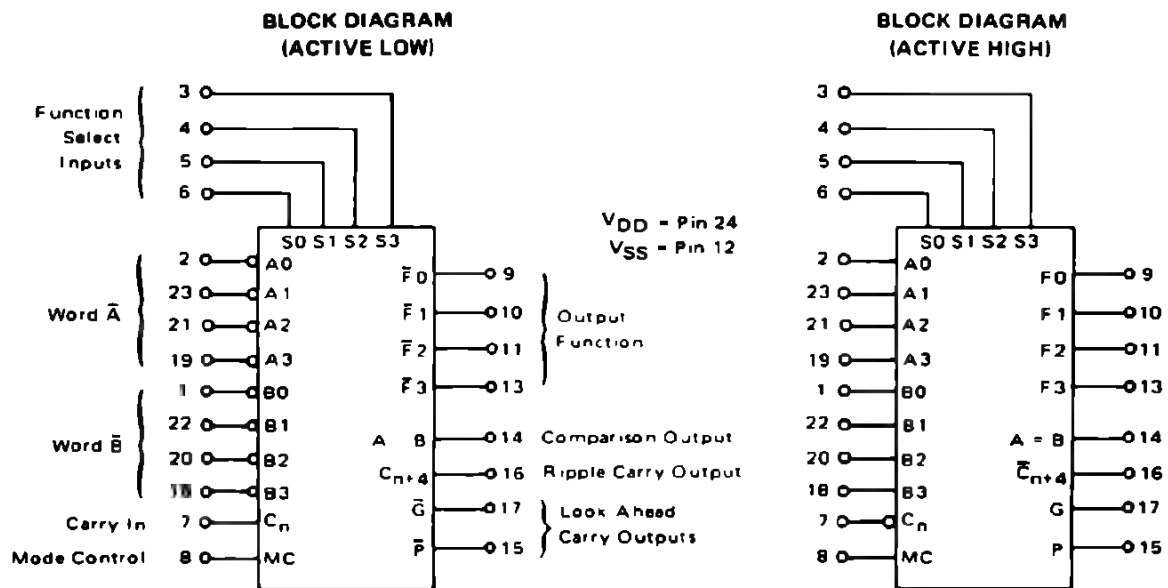 BLOCK DIAGRAM
(ACTIVE LOW)
Function
Select
Inputs
3
4
5
6
S0 S1 S2 S3
Word A̅
2 A0
23 A1
21 A2
19 A3
Word B̅
1 B0
22 B1
20 B2
B3
Carry In 7 Cn
Mode Control 8 MC
F̅0 9
F̅1 10
F̅2 11
F̅3 13
Output
Function
A B 14 Comparison Output
Cn+4 16 Ripple Carry Output
G̅ 17
P̅ 15
Look Ahead
Carry Outputs
VDD = Pin 24
VSS = Pin 12
BLOCK DIAGRAM
(ACTIVE HIGH)
3
4
5
6
S0 S1 S2 S3
2 A0
23 A1
21 A2
19 A3
1 B0
22 B1
20 B2
18 B3
7 Cn
8 MC
F0 9
F1 10
F2 11
F3 13
A = B 14
C̅n+4 16
G 17
P 15